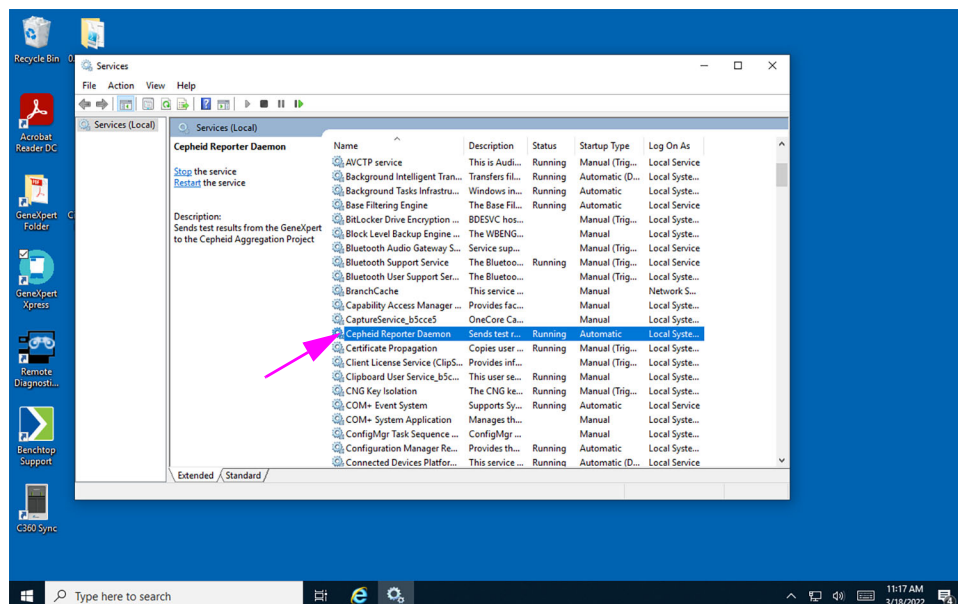 Recycle Bin
Services
File Action View Help
Services (Local)
Services (Local)
Acrobat
Reader DC
GeneXpert
Folder
GeneXpert
Xpress
Remote
Diagnosti...
Benchtop
Support
C360 Sync
Cepheid Reporter Daemon
Stop the service
Restart the service
Description:
Sends test results from the GeneXpert
to the Cepheid Aggregation Project
Name Description Status Startup Type Log On As
AVCTP service This is Audi... Running Manual (Trig... Local Service
Background Intelligent Tran... Transfers fil... Running Automatic (D... Local Syste...
Background Tasks Infrastru... Windows in... Running Automatic Local Syste...
Base Filtering Engine The Base Fil... Running Automatic Local Service
BitLocker Drive Encryption ... BDESVC hos... Manual (Trig... Local Syste...
Block Level Backup Engine ... The WBENG... Manual Local Syste...
Bluetooth Audio Gateway S... Service sup... Manual (Trig... Local Service
Bluetooth Support Service The Bluetoo... Running Manual (Trig... Local Service
Bluetooth User Support Ser... The Bluetoo... Manual (Trig... Local Syste...
BranchCache This service ... Manual Network S...
Capability Access Manager ... Provides fac... Manual Local Syste...
CaptureService_b5cce5 OneCore Ca... Manual Local Syste...
Cepheid Reporter Daemon Sends test r... Running Automatic Local Syste...
Certificate Propagation Copies user ... Running Manual (Trig... Local Syste...
Client License Service (ClipS... Provides inf... Manual (Trig... Local Syste...
Clipboard User Service_b5c... This user se... Running Manual Local Syste...
CNG Key Isolation The CNG ke... Running Manual (Trig... Local Syste...
COM+ Event System Supports Sy... Running Automatic Local Service
COM+ System Application Manages th... Manual Local Syste...
ConfigMgr Task Sequence ... ConfigMgr ... Manual Local Syste...
Configuration Manager Re... Provides th... Running Automatic Local Syste...
Connected Devices Platfor... This service ... Running Automatic (D... Local Service
Extended Standard
Type here to search
11:17 AM
3/18/2022
4